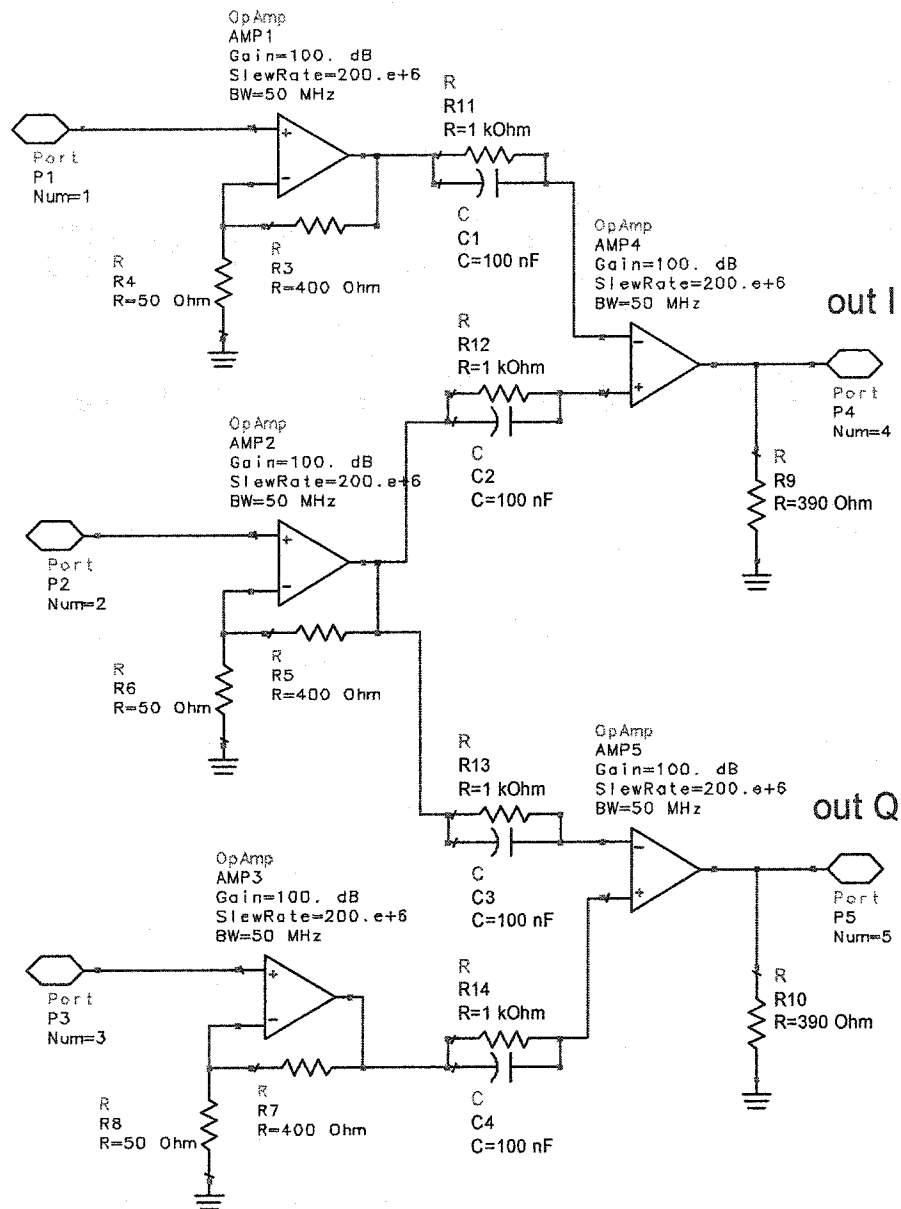 OpAmp
AMP1
Gain=100. dB
SlewRate=200.e+6
BW=50 MHz
+
-
Port
P1
Num=1
R
R11
R=1 kOhm
C
C1
C=100 nF
R
R3
R=400 Ohm
R
R4
R=50 Ohm
OpAmp
AMP4
Gain=100. dB
SlewRate=200.e+6
BW=50 MHz
-
+
out I
Port
P4
Num=4
R
R12
R=1 kOhm
C
C2
C=100 nF
R
R9
R=390 Ohm
OpAmp
AMP2
Gain=100. dB
SlewRate=200.e+6
BW=50 MHz
+
-
Port
P2
Num=2
R
R5
R=400 Ohm
R
R6
R=50 Ohm
R
R13
R=1 kOhm
C
C3
C=100 nF
OpAmp
AMP5
Gain=100. dB
SlewRate=200.e+6
BW=50 MHz
-
+
out Q
Port
P5
Num=5
OpAmp
AMP3
Gain=100. dB
SlewRate=200.e+6
BW=50 MHz
+
-
Port
P3
Num=3
R
R14
R=1 kOhm
C
C4
C=100 nF
R
R10
R=390 Ohm
R
R7
R=400 Ohm
R
R8
R=50 Ohm